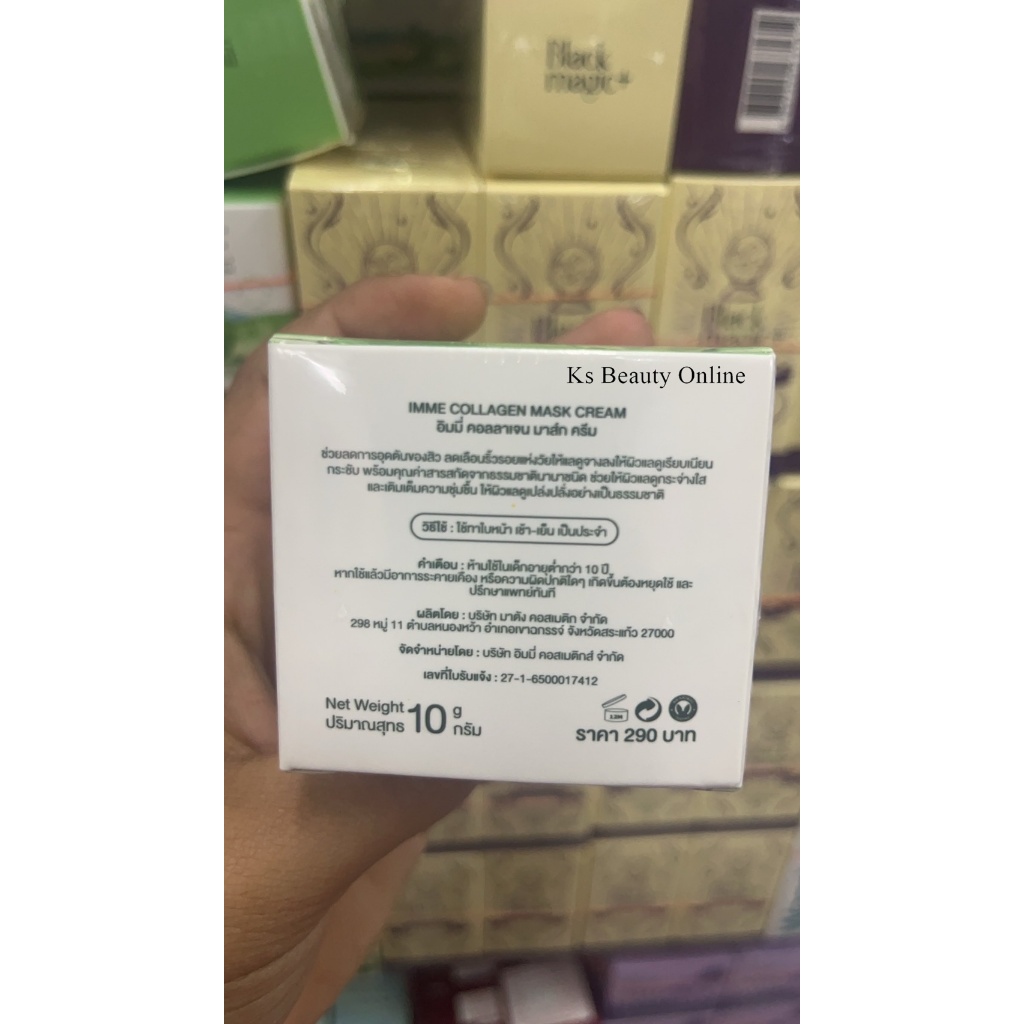 Black
magic+
Black
Ks Beauty Online
IMME COLLAGEN MASK CREAM
อิมมี่ คอลลาเจน มาส์ก ครีม
ช่วยลดการอุดตันของสิว ลดเลือนริ้วรอยแห่งวัยให้แลดูจางลงให้ผิวแลดูเรียบเนียน
กระชับ พร้อมคุณค่าสารสกัดจากธรรมชาตินานาชนิด ช่วยให้ผิวแลดูกระจ่างใส
และเติมเต็มความชุ่มชื้น ให้ผิวแลดูเปล่งปลั่งอย่างเป็นธรรมชาติ
วิธีใช้ : ใช้ทาใบหน้า เช้า-เย็น เป็นประจำ
คำเตือน : ห้ามใช้ในเด็กอายุต่ำกว่า 10 ปี
หากใช้แล้วมีอาการระคายเคือง หรือความผิดปกติใดๆ เกิดขึ้นต้องหยุดใช้ และ
ปรึกษาแพทย์ทันที
ผลิตโดย : บริษัท มาดัง คอสเมติก จำกัด
298 หมู่ 11 ตำบลหนองหว้า อำเภอเขาฉกรรจ์ จังหวัดสระแก้ว 27000
จัดจำหน่ายโดย : บริษัท อิมมี่ คอสเมติกส์ จำกัด
เลขที่ใบรับแจ้ง : 27-1-6500017412
Net Weight 10 g
ปริมาณสุทธิ กรัม
ราคา 290 บาท